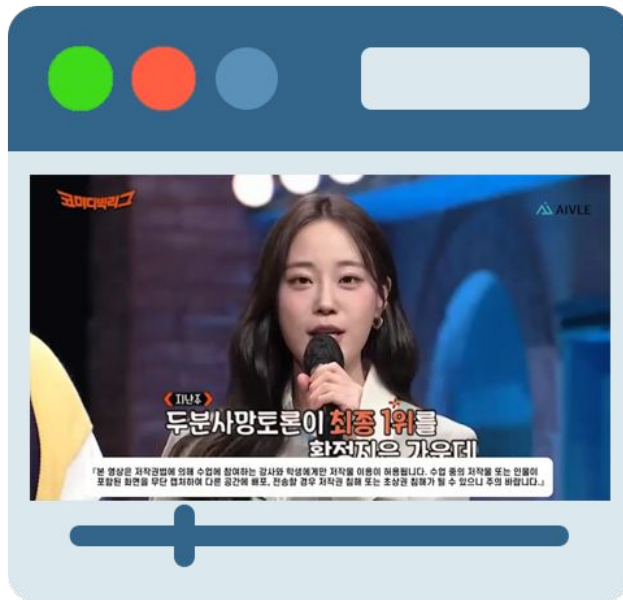 코미디빅리그
AIVLE
《지난주》
두분사망토론이 최종 1위를
확정지은 가운데
「본 영상은 저작권법에 의해 수업에 참여하는 강사와 학생에게만 저작물 이용이 허용됩니다. 수업 중의 저작물 또는 인물이
포함된 화면을 무단 캡처하여 다른 공간에 배포, 전송할 경우 저작권 침해 또는 초상권 침해가 될 수 있으니 주의 바랍니다.」